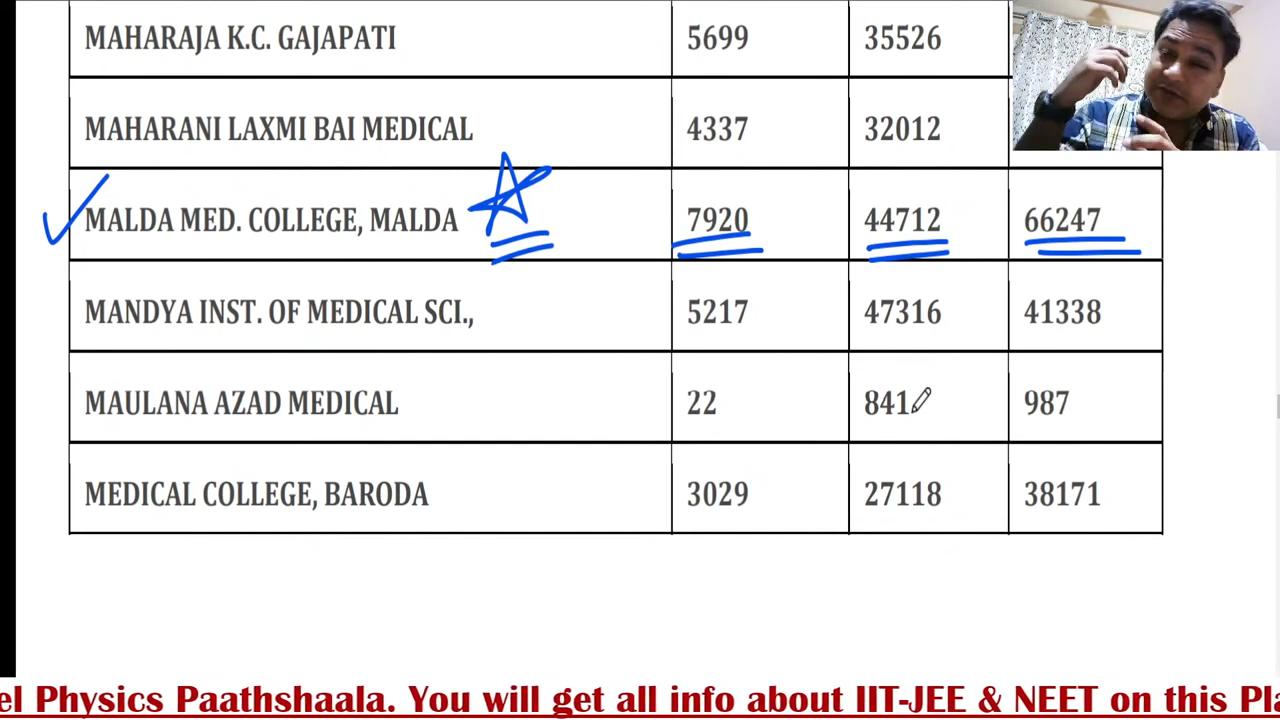 MAHARAJA K.C. GAJAPATI 5699 35526
MAHARANI LAXMI BAI MEDICAL 4337 32012
MALDA MED. COLLEGE, MALDA 7920 44712 66247
MANDYA INST. OF MEDICAL SCI., 5217 47316 41338
MAULANA AZAD MEDICAL 22 841 987
MEDICAL COLLEGE, BARODA 3029 27118 38171
el Physics Paathshaala. You will get all info about IIT-JEE & NEET on this Pla